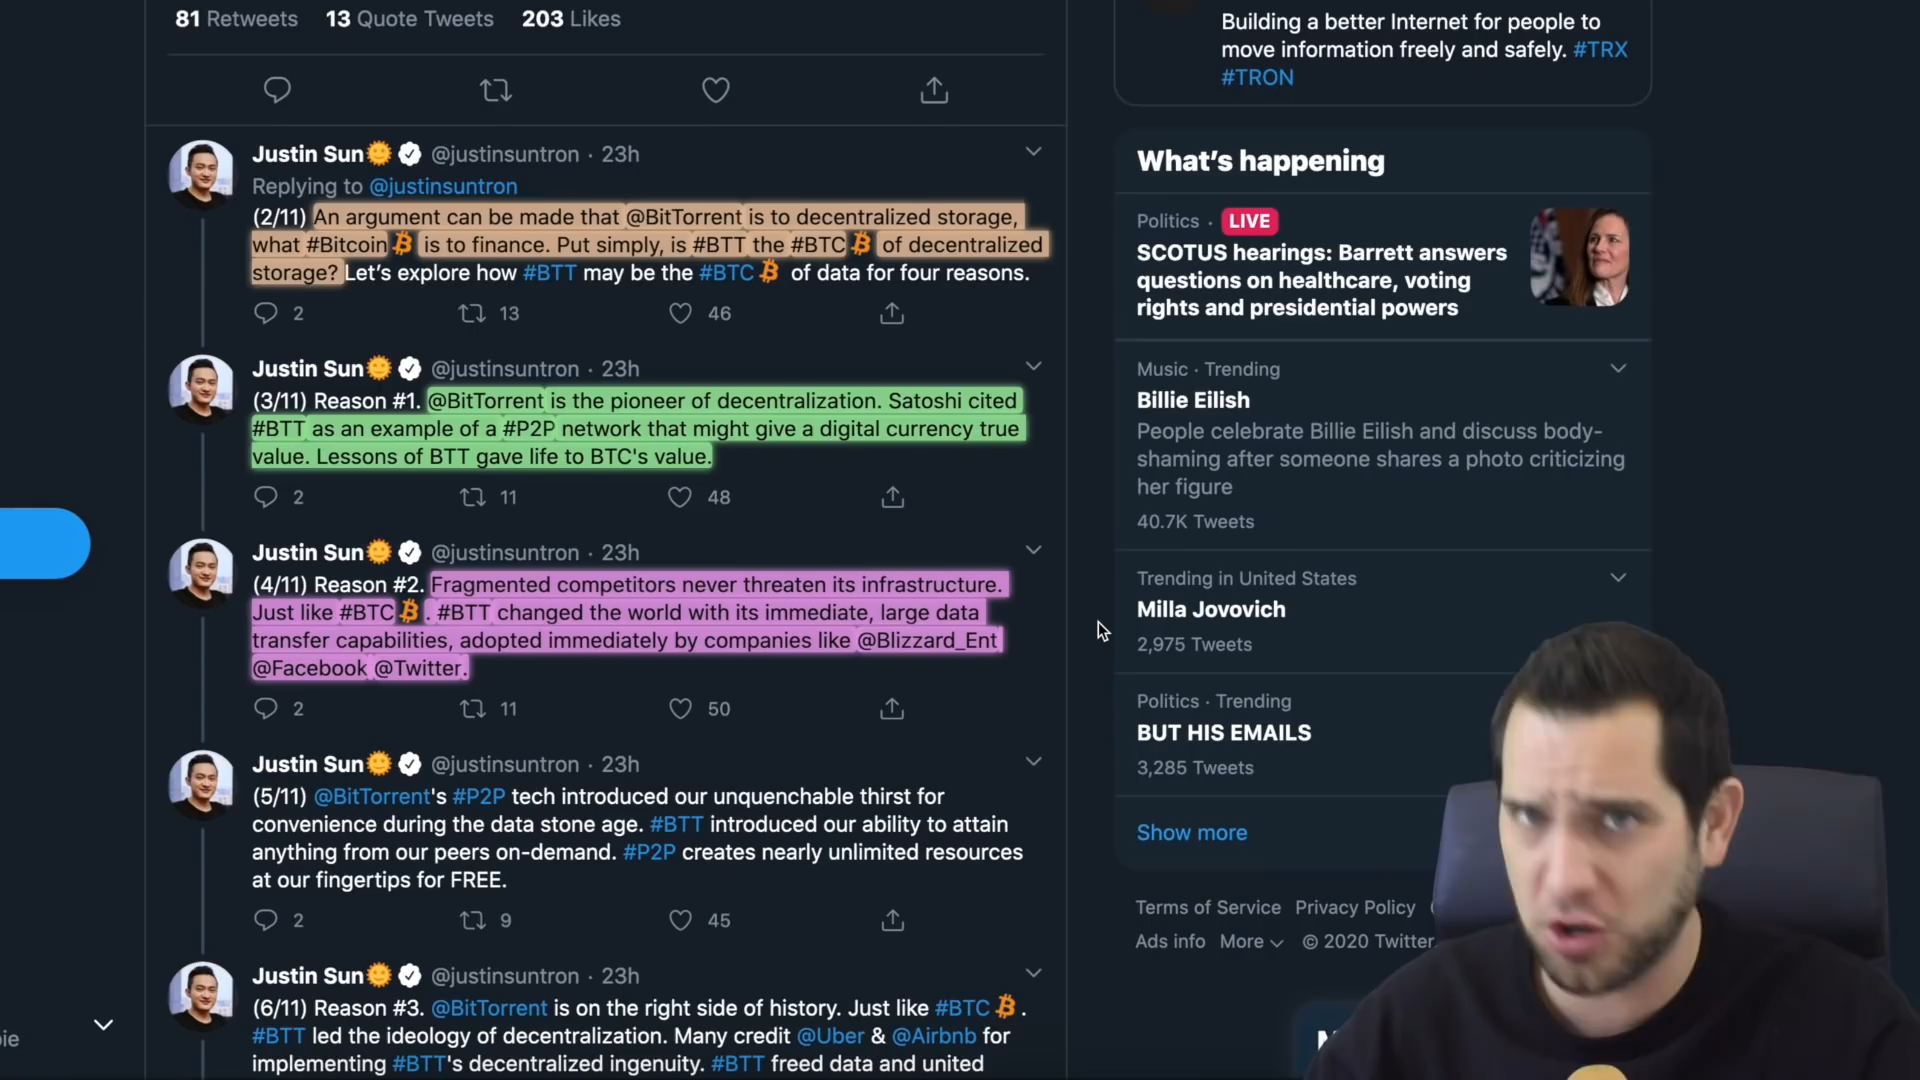 81 Retweets 13 Quote Tweets 203 Likes
Justin Sun @justinsuntron · 23h
Replying to @justinsuntron
(2/11) An argument can be made that @BitTorrent is to decentralized storage,
what #Bitcoin is to finance. Put simply, is #BTT the #BTC of decentralized
storage? Let’s explore how #BTT may be the #BTC of data for four reasons.
2 13 46
Justin Sun @justinsuntron · 23h
(3/11) Reason #1. @BitTorrent is the pioneer of decentralization. Satoshi cited
#BTT as an example of a #P2P network that might give a digital currency true
value. Lessons of BTT gave life to BTC's value.
2 11 48
Justin Sun @justinsuntron · 23h
(4/11) Reason #2. Fragmented competitors never threaten its infrastructure.
Just like #BTC. #BTT changed the world with its immediate, large data
transfer capabilities, adopted immediately by companies like @Blizzard_Ent
@Facebook @Twitter.
2 11 50
Justin Sun @justinsuntron · 23h
(5/11) @BitTorrent's #P2P tech introduced our unquenchable thirst for
convenience during the data stone age. #BTT introduced our ability to attain
anything from our peers on-demand. #P2P creates nearly unlimited resources
at our fingertips for FREE.
2 9 45
Justin Sun @justinsuntron · 23h
(6/11) Reason #3. @BitTorrent is on the right side of history. Just like #BTC.
#BTT led the ideology of decentralization. Many credit @Uber & @Airbnb for
implementing #BTT's decentralized ingenuity. #BTT freed data and united
Building a better Internet for people to
move information freely and safely. #TRX
#TRON
What’s happening
Politics · LIVE
SCOTUS hearings: Barrett answers
questions on healthcare, voting
rights and presidential powers
Music · Trending
Billie Eilish
People celebrate Billie Eilish and discuss body-
shaming after someone shares a photo criticizing
her figure
40.7K Tweets
Trending in United States
Milla Jovovich
2,975 Tweets
Politics · Trending
BUT HIS EMAILS
3,285 Tweets
Show more
Terms of Service Privacy Policy
Ads info More © 2020 Twitter